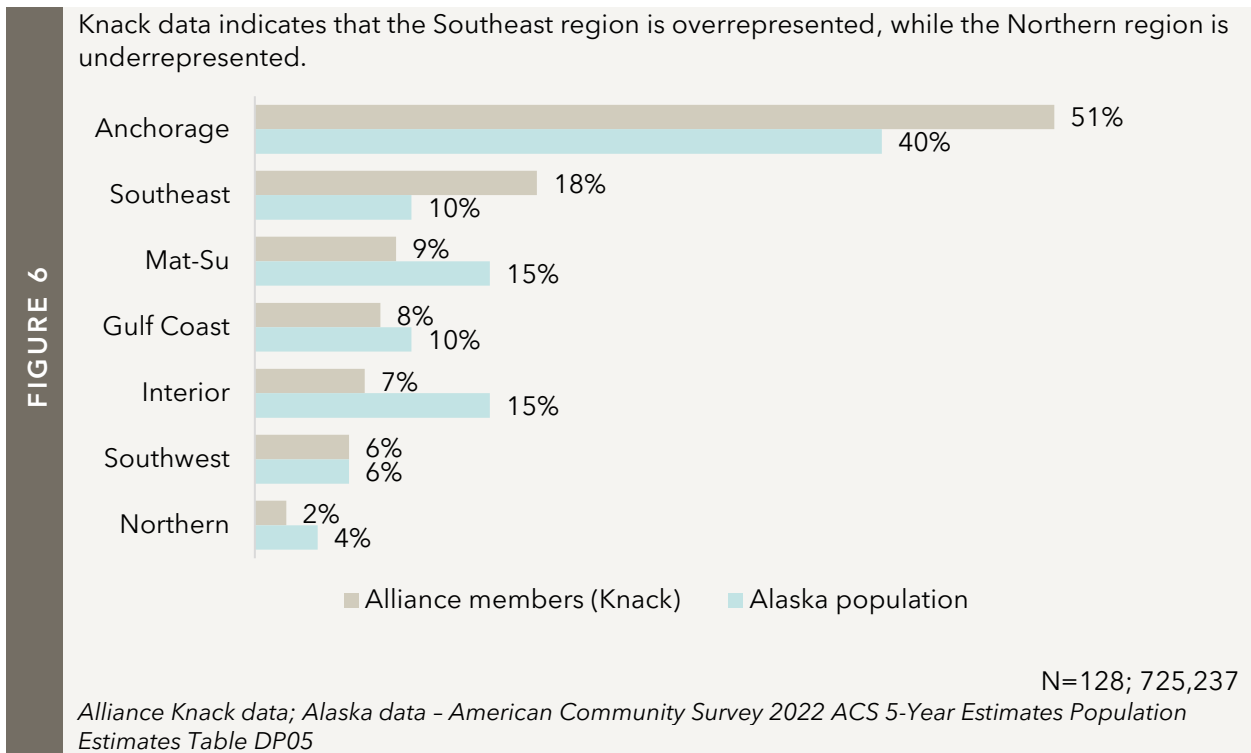 Knack data indicates that the Southeast region is overrepresented, while the Northern region is
underrepresented.
FIGURE 6
Anchorage
51%
40%
Southeast
18%
10%
Mat-Su
9%
15%
Gulf Coast
8%
10%
Interior
7%
15%
Southwest
6%
6%
Northern
2%
4%
Alliance members (Knack)
Alaska population
N=128; 725,237
Alliance Knack data; Alaska data – American Community Survey 2022 ACS 5-Year Estimates Population
Estimates Table DP05